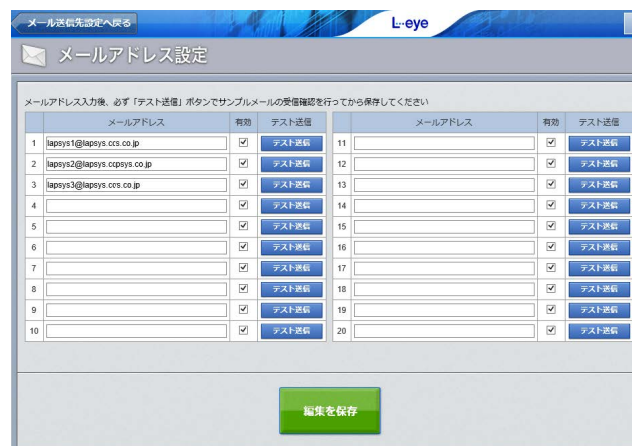 メール送信先設定へ戻る
L·eye
メールアドレス設定
メールアドレス入力後、必ず「テスト送信」ボタンでサンプルメールの受信確認を行ってから保存してください
メールアドレス 有効 テスト送信 メールアドレス 有効 テスト送信
1 lapsys1@lapsys.ccs.co.jp テスト送信 11 テスト送信
2 lapsys2@lapsys.ccpsys.co.jp テスト送信 12 テスト送信
3 lapsys3@lapsys.ccs.co.jp テスト送信 13 テスト送信
4 テスト送信 14 テスト送信
5 テスト送信 15 テスト送信
6 テスト送信 16 テスト送信
7 テスト送信 17 テスト送信
8 テスト送信 18 テスト送信
9 テスト送信 19 テスト送信
10 テスト送信 20 テスト送信
編集を保存